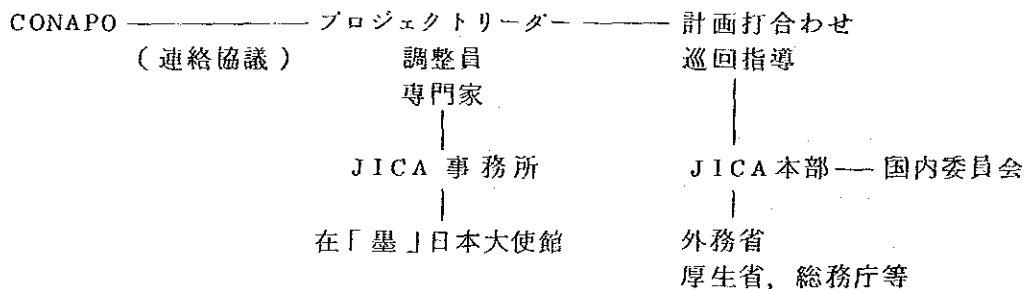 CONAPO ――― プロジェクトリーダー ――― 計画打合わせ
(連絡協議) 調整員 巡回指導
専門家
JICA 事務所 JICA本部 ― 国内委員会
在「墨」日本大使館 外務省
厚生省, 総務庁等